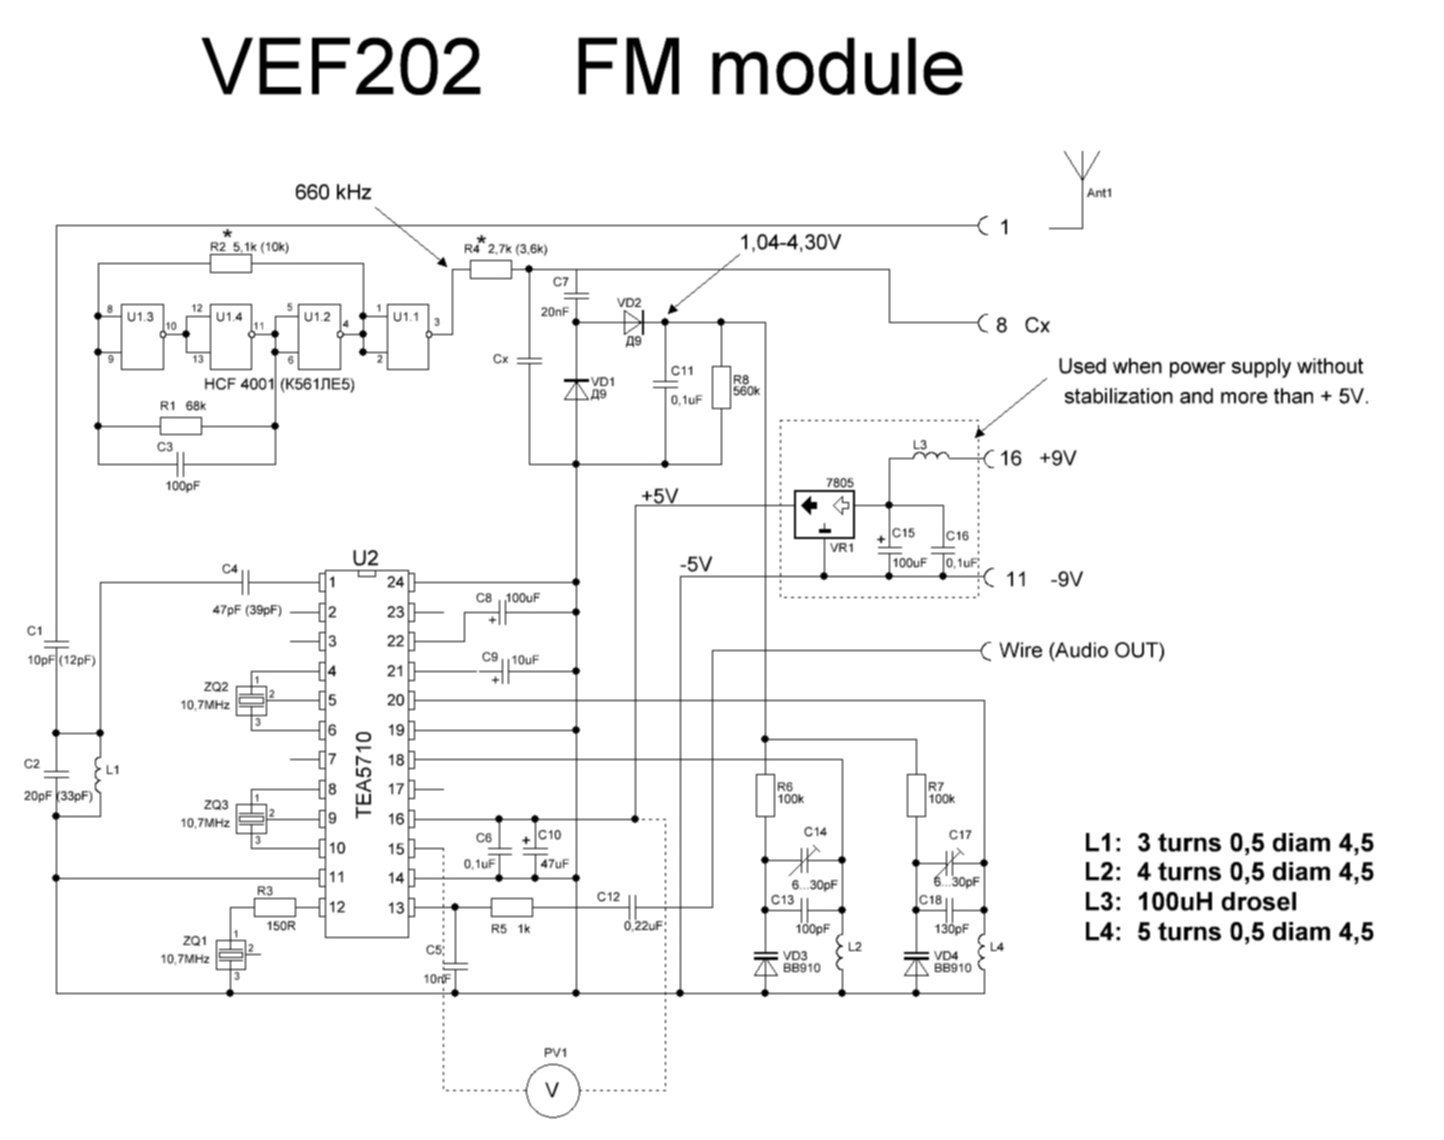 VEF202 FM module
Ant1
660 kHz
1
* *
R2 5,1k (10k)
R4 2,7k (3,6k)
1,04-4,30V
C7
20nF
VD2
Д9
8 Cx
8 U1.3 10
9
12 U1.4 11
13
5 U1.2 4
6
1 U1.1 3
2
HCF 4001 (К561ЛЕ5)
Cx
VD1
Д9
C11
0,1uF
R8
560k
Used when power supply without
stabilization and more than + 5V.
R1 68k
C3
100pF
L3
16 +9V
+5V
7805
VR1
+ C15
100uF
C16
0,1uF
-5V
11 -9V
U2
TEA5710
1 24
2 23
3 22
4 21
5 20
6 19
7 18
8 17
9 16
10 15
11 14
12 13
C4
47pF (39pF)
C8 100uF
+
C9 10uF
+
Wire (Audio OUT)
C1
10pF (12pF)
ZQ2
10,7MHz
1
2
3
C2
20pF (33pF)
L1
ZQ3
10,7MHz
1
2
3
C6
0,1uF
+ C10
47uF
R6
100k
R7
100k
C14
6...30pF
C17
6...30pF
C13
100pF
C18
130pF
R3
150R
ZQ1
10,7MHz
1
2
3
R5 1k
C12
0,22uF
C5
10nF
VD3
BB910
L2
VD4
BB910
L4
PV1
V
L1: 3 turns 0,5 diam 4,5
L2: 4 turns 0,5 diam 4,5
L3: 100uH drosel
L4: 5 turns 0,5 diam 4,5